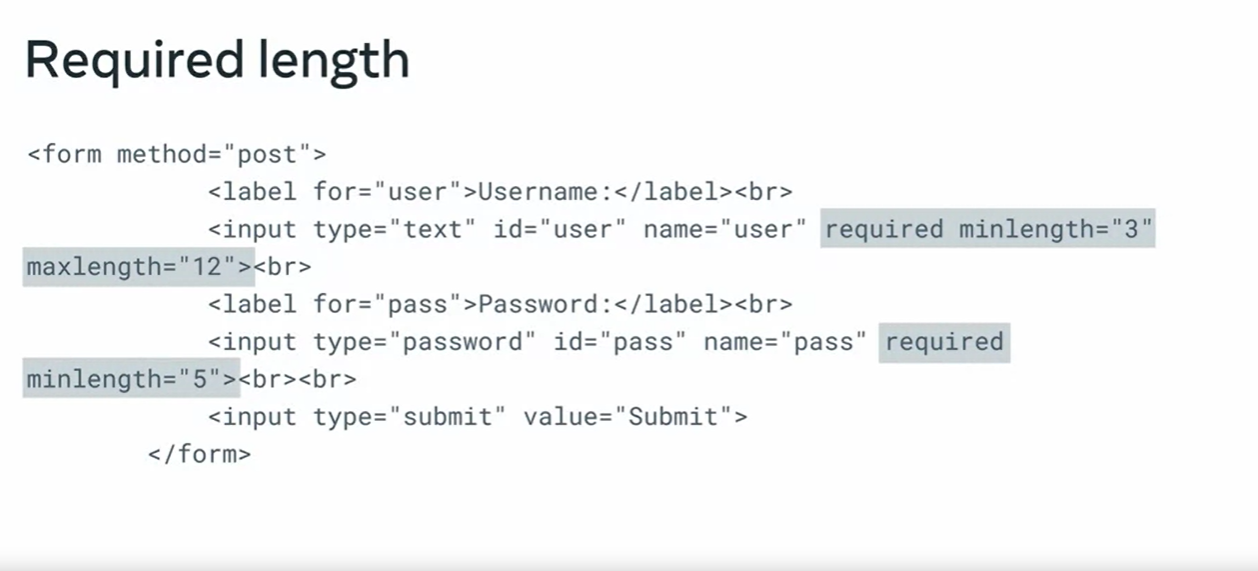 Required length
<form method="post">
<label for="user">Username:</label><br>
<input type="text" id="user" name="user" required minlength="3"
maxlength="12"><br>
<label for="pass">Password:</label><br>
<input type="password" id="pass" name="pass" required
minlength="5"><br><br>
<input type="submit" value="Submit">
</form>